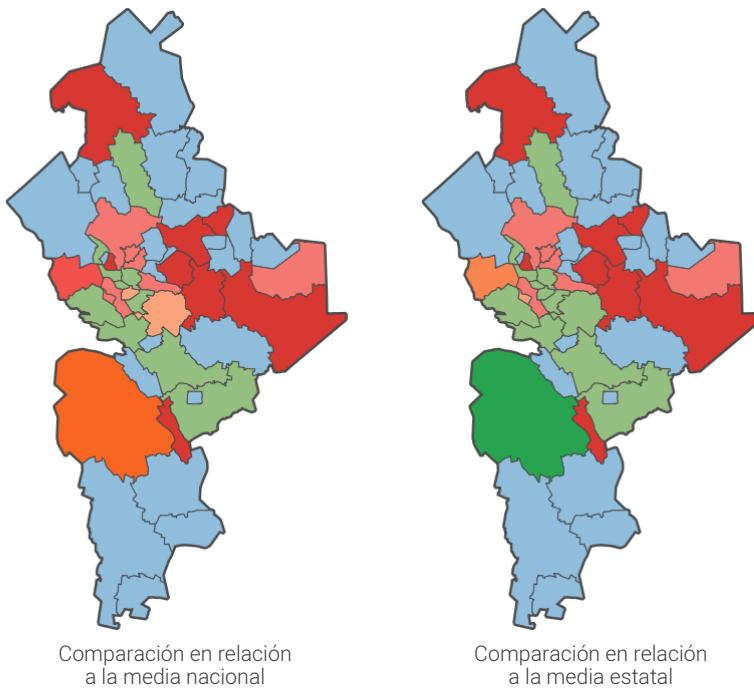 Comparación en relación
a la media nacional
Comparación en relación
a la media estatal